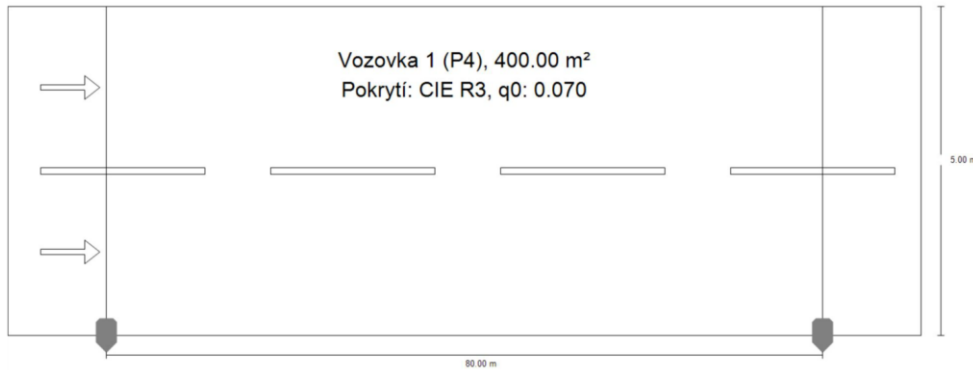 Vozovka 1 (P4), 400.00 m²
Pokrytí: CIE R3, q0: 0.070
5.00 m
80.00 m